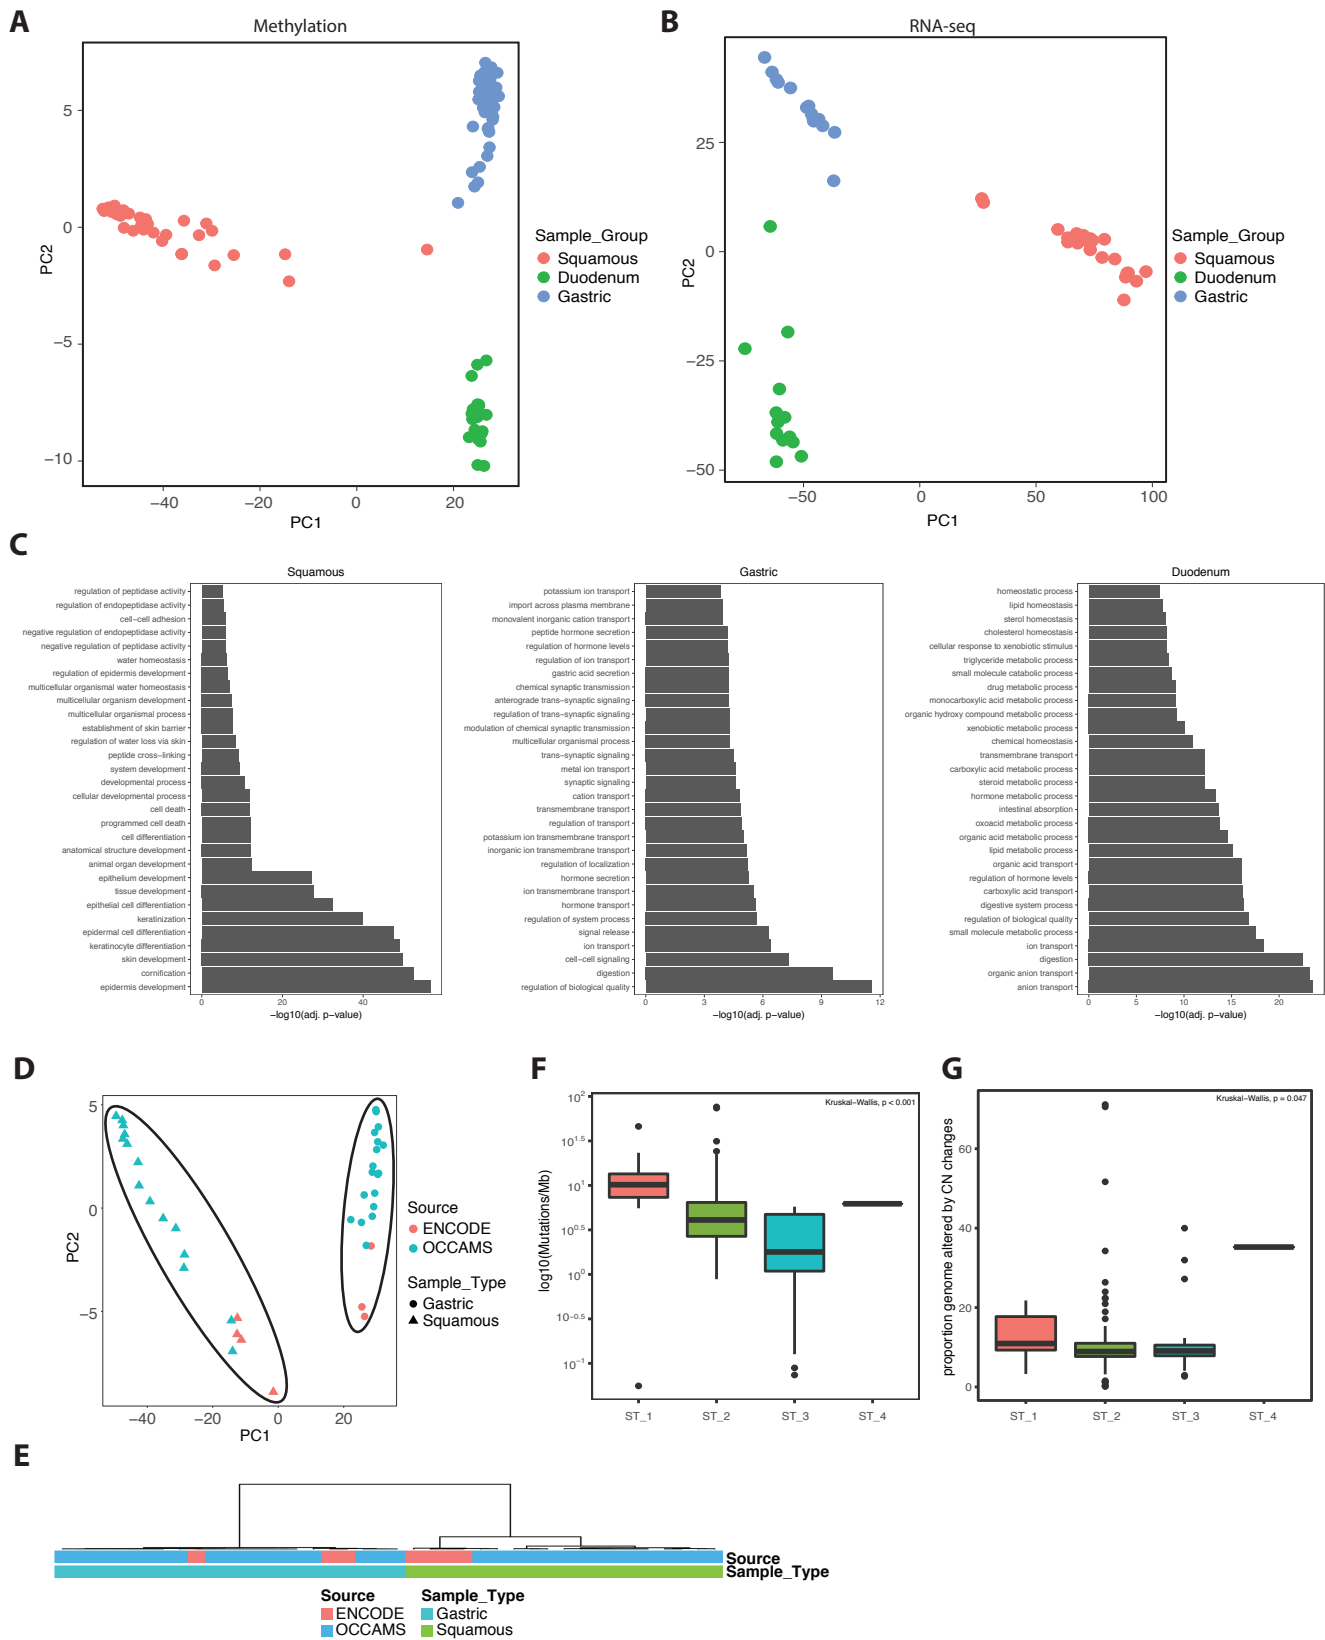 A
Methylation
5
0
−5
−10
PC2
−40
−20
0
20
PC1
Sample_Group
Squamous
Duodenum
Gastric
B
RNA-seq
25
0
−25
−50
PC2
−50
0
50
100
PC1
Sample_Group
Squamous
Duodenum
Gastric
C
Squamous
regulation of peptidase activity
regulation of endopeptidase activity
cell−cell adhesion
negative regulation of endopeptidase activity
negative regulation of peptidase activity
water homeostasis
regulation of epidermis development
multicellular organismal water homeostasis
multicellular organism development
multicellular organismal process
establishment of skin barrier
regulation of water loss via skin
peptide cross−linking
system development
developmental process
cellular developmental process
cell death
programmed cell death
cell differentiation
anatomical structure development
animal organ development
epithelium development
tissue development
epithelial cell differentiation
keratinization
epidermal cell differentiation
keratinocyte differentiation
skin development
cornification
epidermis development
0
20
40
−log10(adj. p−value)
Gastric
potassium ion transport
import across plasma membrane
monovalent inorganic cation transport
peptide hormone secretion
regulation of hormone levels
regulation of ion transport
gastric acid secretion
chemical synaptic transmission
anterograde trans−synaptic signaling
regulation of trans−synaptic signaling
modulation of chemical synaptic transmission
multicellular organismal process
trans−synaptic signaling
metal ion transport
synaptic signaling
cation transport
transmembrane transport
regulation of transport
potassium ion transmembrane transport
inorganic ion transmembrane transport
regulation of localization
hormone secretion
ion transmembrane transport
hormone transport
regulation of system process
signal release
ion transport
cell−cell signaling
digestion
regulation of biological quality
0
3
6
9
12
−log10(adj. p−value)
Duodenum
homeostatic process
lipid homeostasis
sterol homeostasis
cholesterol homeostasis
cellular response to xenobiotic stimulus
triglyceride metabolic process
small molecule catabolic process
drug metabolic process
monocarboxylic acid metabolic process
organic hydroxy compound metabolic process
xenobiotic metabolic process
chemical homeostasis
transmembrane transport
carboxylic acid metabolic process
steroid metabolic process
hormone metabolic process
intestinal absorption
oxoacid metabolic process
organic acid metabolic process
lipid metabolic process
organic acid transport
regulation of hormone levels
carboxylic acid transport
digestive system process
regulation of biological quality
small molecule metabolic process
ion transport
digestion
organic anion transport
anion transport
0
5
10
15
20
−log10(adj. p−value)
D
5
0
−5
PC2
−40
−20
0
20
PC1
Source
ENCODE
OCCAMS
Sample_Type
Gastric
Squamous
F
Kruskal−Wallis, p < 0.001
10^2
10^1.5
10^1
10^0.5
10^0
10^−0.5
10^−1
log10(Mutations/Mb)
ST_1
ST_2
ST_3
ST_4
G
Kruskal−Wallis, p = 0.047
60
40
20
0
proportion genome altered by CN changes
ST_1
ST_2
ST_3
ST_4
E
Source
Sample_Type
Source
ENCODE
OCCAMS
Sample_Type
Gastric
Squamous